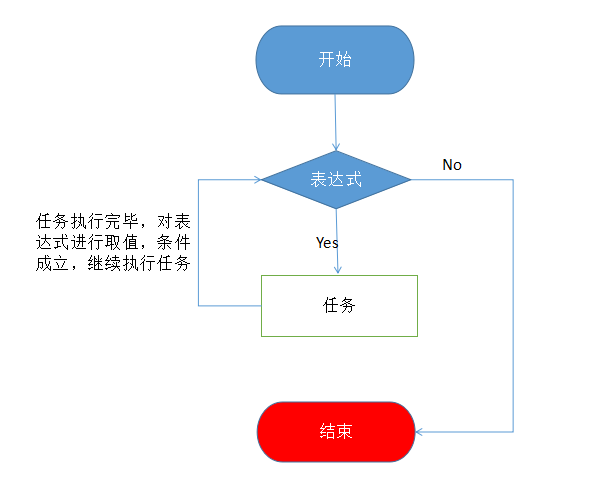 开始
表达式
No
任务执行完毕，对表
达式进行取值，条件
成立，继续执行任务
Yes
任务
结束